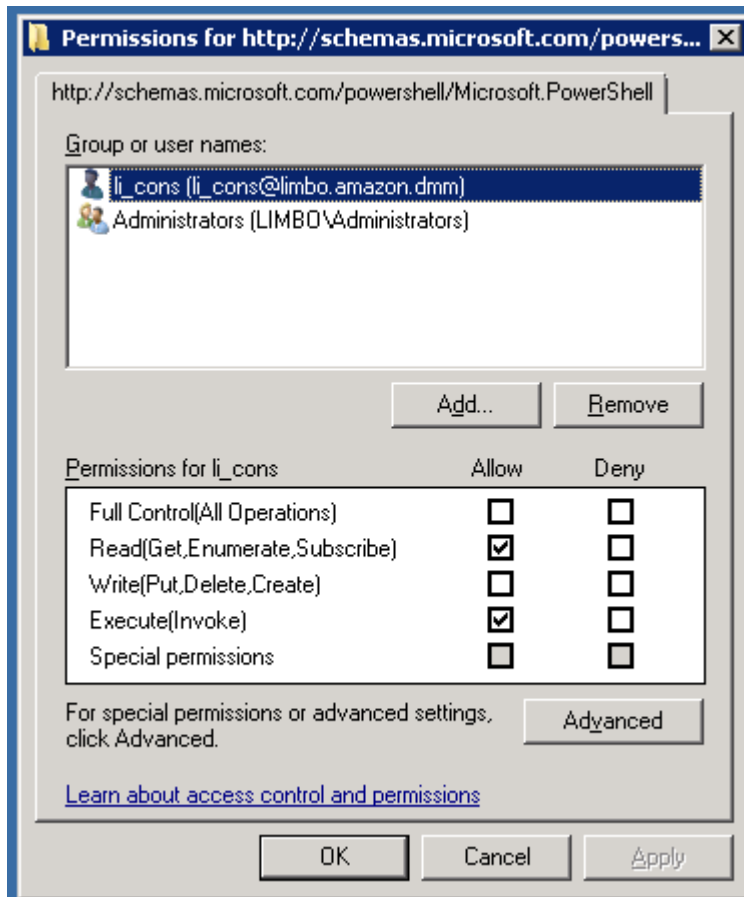 Permissions for http://schemas.microsoft.com/powers...
http://schemas.microsoft.com/powershell/Microsoft.PowerShell
Group or user names:
li_cons (li_cons@limbo.amazon.dmm)
Administrators (LIMBO\Administrators)
Add... Remove
Permissions for li_cons Allow Deny
Full Control(All Operations)
Read(Get,Enumerate,Subscribe)
Write(Put,Delete,Create)
Execute(Invoke)
Special permissions
For special permissions or advanced settings,
click Advanced.
Advanced
Learn about access control and permissions
OK Cancel Apply